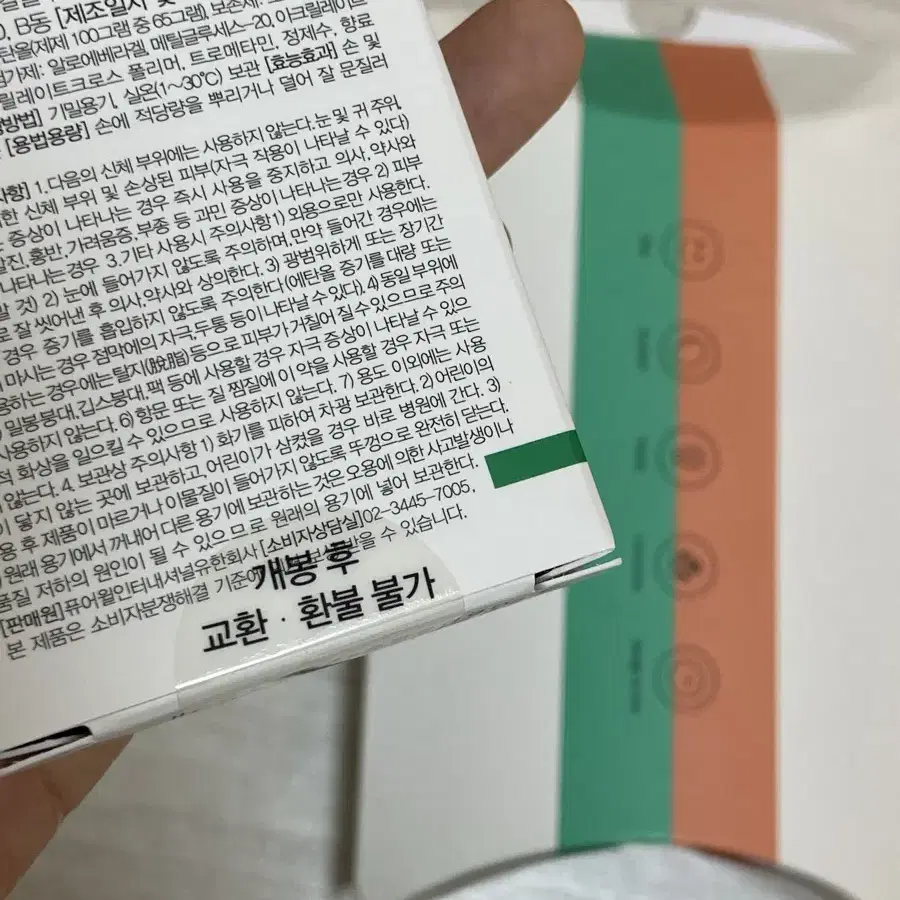 0, B동 [제조일시 및
탄올(제제 100그램 중 65그램), 보존제:
첨가제: 알로에베라겔, 메틸글루세스-20, 아크릴레이트
릴레이트크로스 폴리머, 트로메타민, 정제수, 향료
방법] 기밀용기, 실온(1~30℃) 보관 [효능효과] 손 및
[용법용량] 손에 적당량을 뿌리거나 덜어 잘 문질러
사항] 1. 다음의 신체 부위에는 사용하지 않는다. 눈 및 귀 주위,
한 신체 부위 및 손상된 피부(자극 작용이 나타날 수 있다)
증상이 나타나는 경우 즉시 사용을 중지하고 의사, 약사와
발진, 홍반, 가려움증, 부종 등 과민 증상이 나타나는 경우 2) 피부
나타나는 경우 3. 기타 사용시 주의사항 1) 외용으로만 사용한다.
말 것) 2) 눈에 들어가지 않도록 주의하며, 만약 들어간 경우에는
로 잘 씻어낸 후 의사, 약사와 상의한다. 3) 광범위하게 또는 장기간
경우 증기를 흡입하지 않도록 주의한다 (에탄올 증기를 대량 또는
마시는 경우 점막에의 자극, 두통 등이 나타날 수 있다). 4) 동일 부위에
용하는 경우에는 탈지(脫脂) 등으로 피부가 거칠어 질 수 있으므로 주의
밀봉붕대, 깁스붕대, 팩 등에 사용할 경우 자극 증상이 나타날 수 있으
사용하지 않는다. 6) 항문 또는 질 찜질에 이 약을 사용할 경우 자극 또는
적 화상을 일으킬 수 있으므로 사용하지 않는다. 7) 용도 이외에는 사용
않는다. 4. 보관상 주의사항 1) 화기를 피하여 차광 보관한다. 2) 어린이의
이 닿지 않는 곳에 보관하고, 어린이가 삼켰을 경우 바로 병원에 간다. 3)
용 후 제품이 마르거나 이물질이 들어가지 않도록 뚜껑으로 완전히 닫는다.
원래 용기에서 꺼내어 다른 용기에 보관하는 것은 오용에 의한 사고발생이나
품질 저하의 원인이 될 수 있으므로 원래의 용기에 넣어 보관한다.
[판매원] 퓨어월인터내셔널유한회사 [소비자상담실] 02-3445-7005,
본 제품은 소비자분쟁해결 기준에 보상받을 수 있습니다.
개봉 후
교환 · 환불 불가